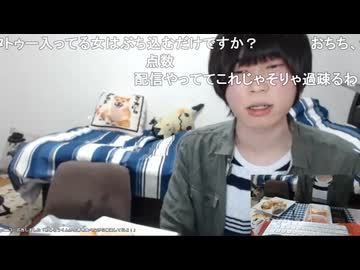 トゥー入ってる女はぶち込むだけですか？
おちち、
点数
配信やっててこれじゃそりゃ過疎るわ